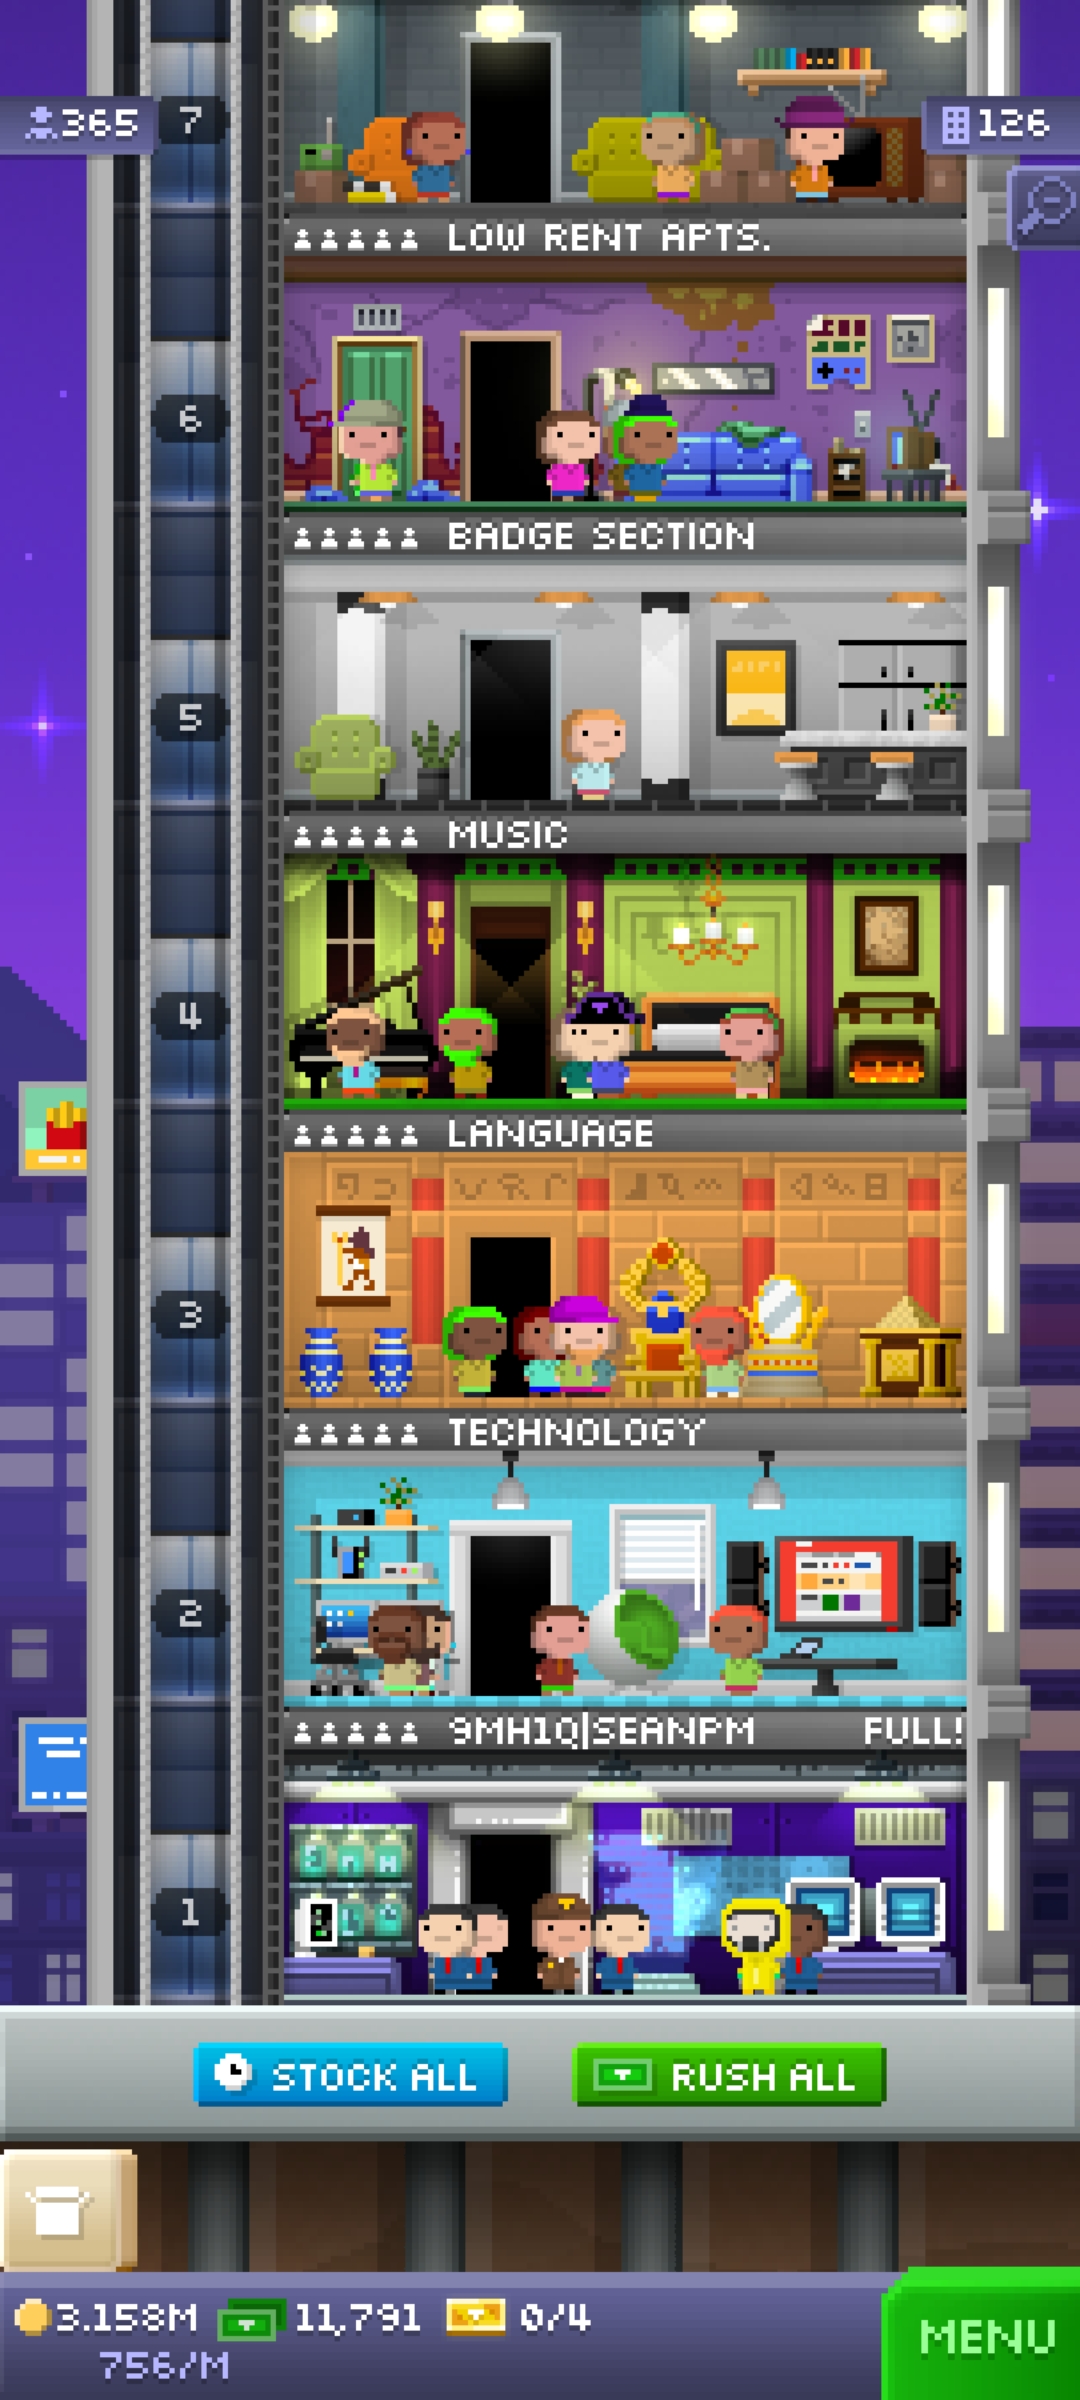 365
7
126
LOW RENT APTS.
6
BADGE SECTION
5
MUSIC
4
LANGUAGE
3
TECHNOLOGY
2
9MH1Q|SEANPM FULL!
1
STOCK ALL
RUSH ALL
3.158M 11,791 0/4
756/M
MENU